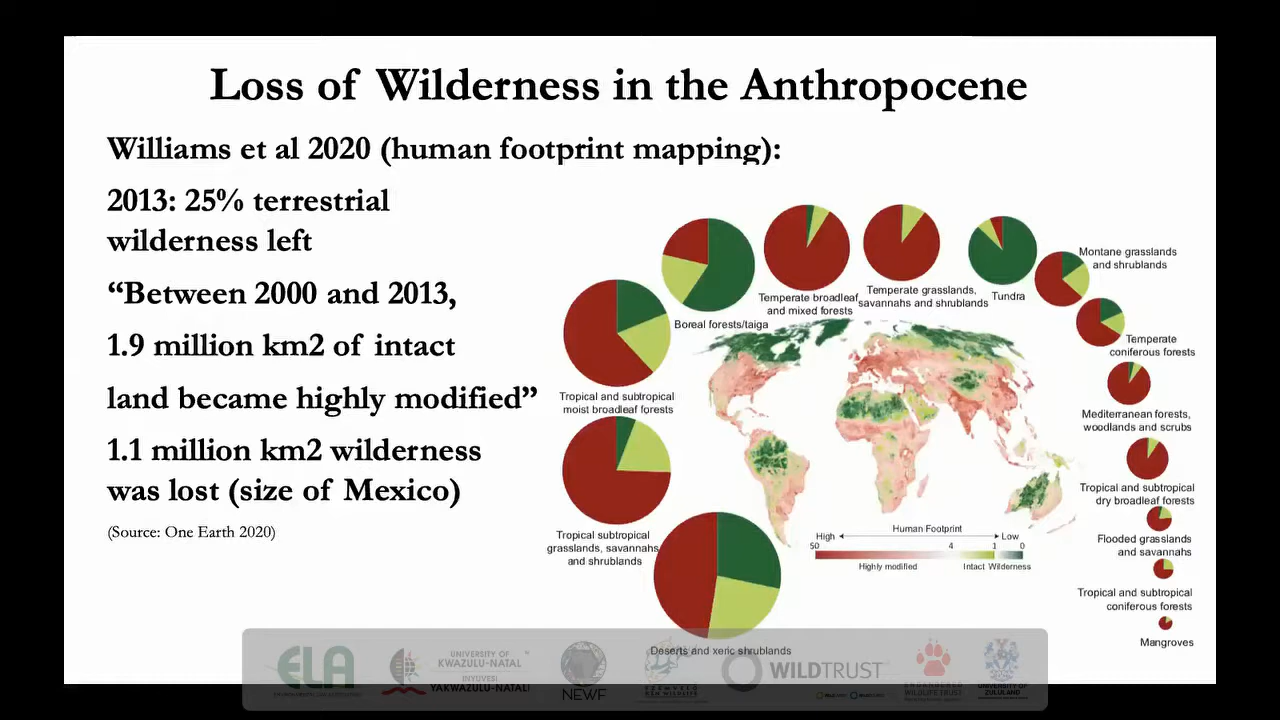 Loss of Wilderness in the Anthropocene
Williams et al 2020 (human footprint mapping):
2013: 25% terrestrial
wilderness left
“Between 2000 and 2013,
1.9 million km2 of intact
land became highly modified”
1.1 million km2 wilderness
was lost (size of Mexico)
(Source: One Earth 2020)
Tropical and subtropical
moist broadleaf forests
Boreal forests/taiga
Temperate broadleaf
and mixed forests
Temperate grasslands,
savannahs and shrublands
Tundra
Montane grasslands
and shrublands
Temperate
coniferous forests
Mediterranean forests,
woodlands and scrubs
Tropical and subtropical
dry broadleaf forests
Flooded grasslands
and savannahs
Tropical and subtropical
coniferous forests
Mangroves
Tropical subtropical
grasslands, savannahs
and shrublands
Deserts and xeric shrublands
Human Footprint
High
Low
50 4 1 0
Highly modified
Intact Wilderness
ELA
UNIVERSITY OF
KWAZULU-NATAL
INYUVESI
YAKWAZULU-NATALI
NEWF
WILDTRUST
WILDLIFE TRUST
UNIVERSITY OF
ZULULAND